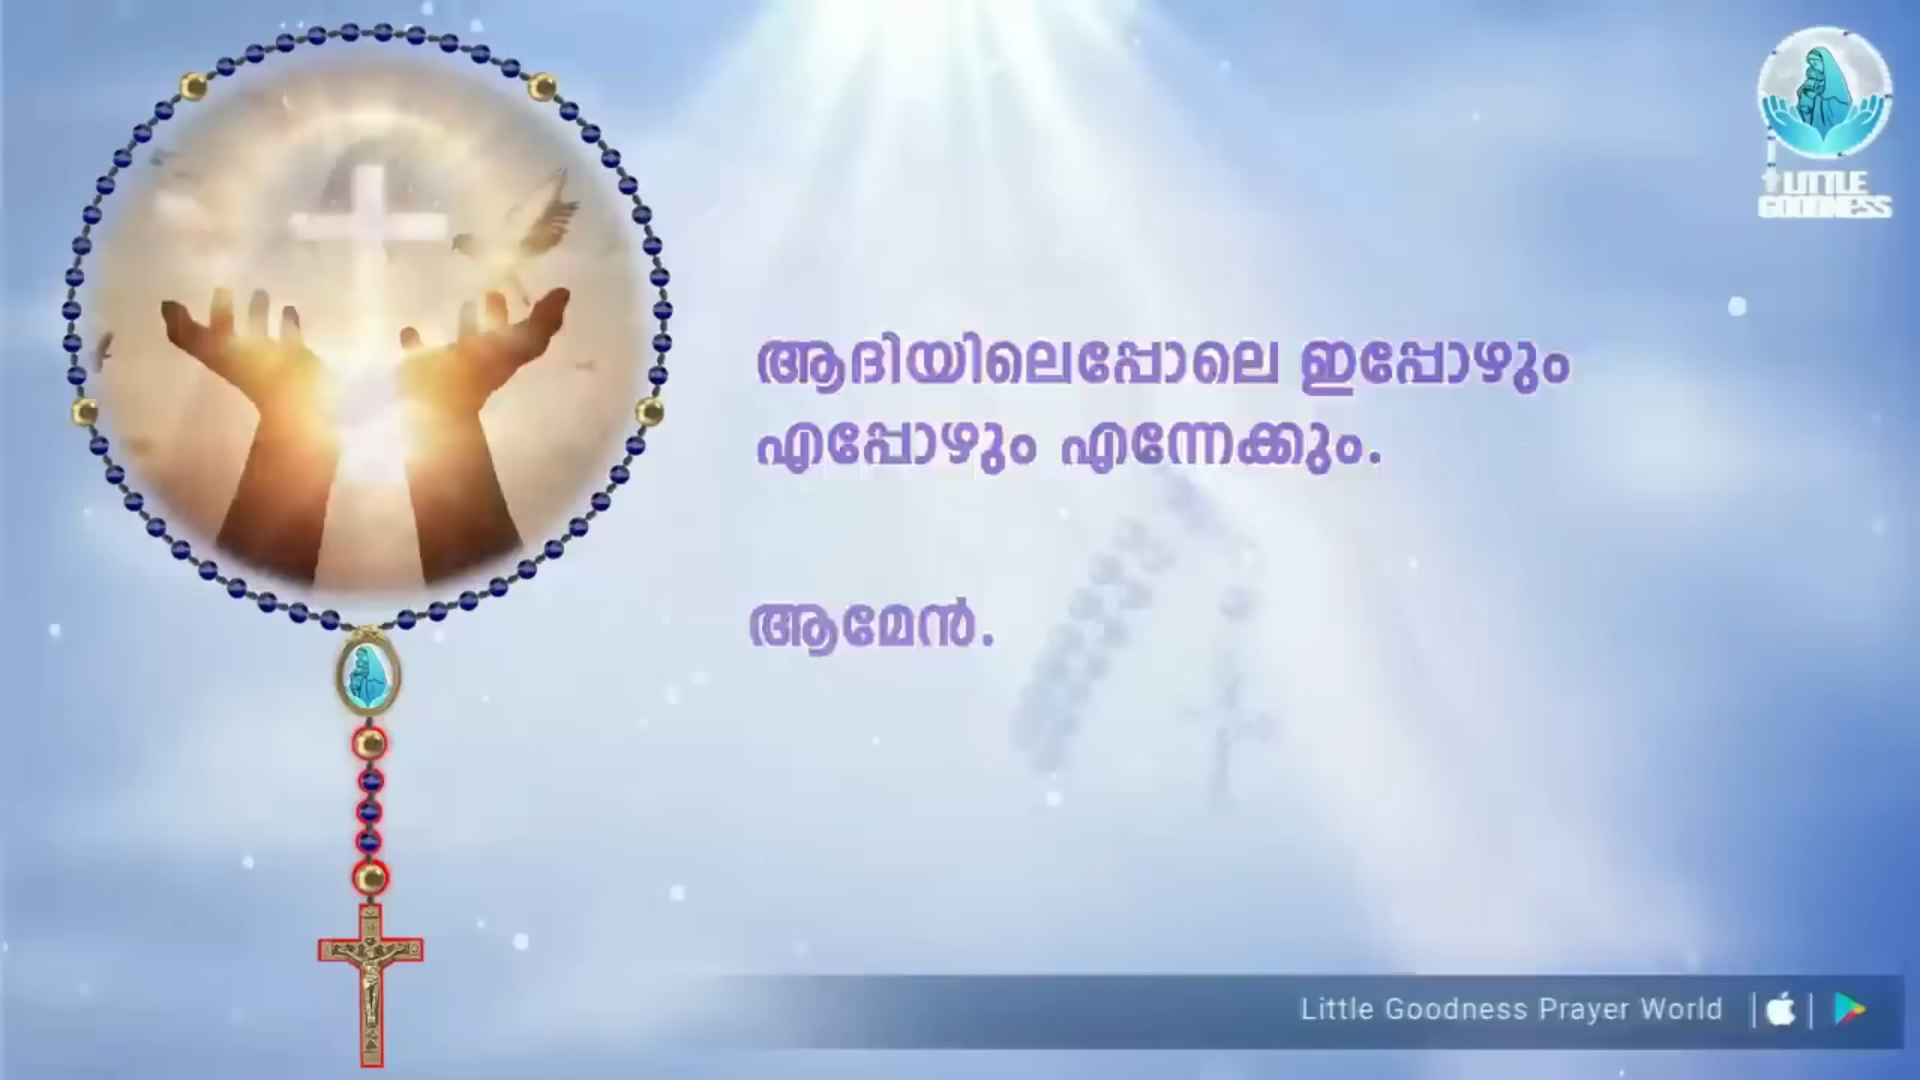 LITTLE
GOODNESS
ആദിയിലെപ്പോലെ ഇപ്പോഴും
എപ്പോഴും എന്നേക്കും.
ആമേൻ.
Little Goodness Prayer World